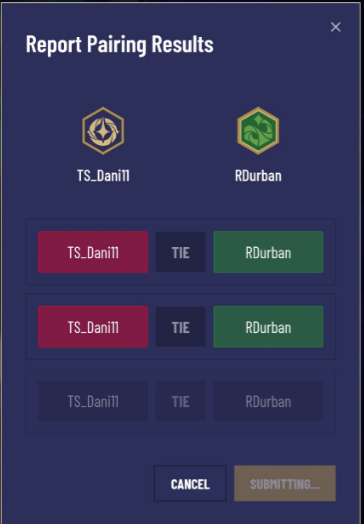 ×
Report Pairing Results
TS_Dani11 RDurban
TS_Dani11 TIE RDurban
TS_Dani11 TIE RDurban
TS_Dani11 TIE RDurban
CANCEL SUBMITTING...